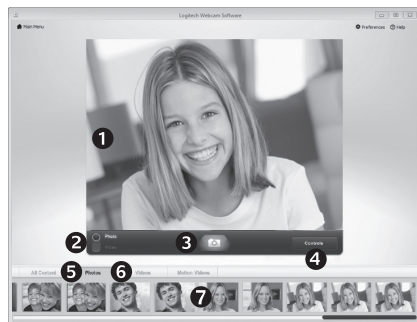 Logitech Webcam Software
Main Menu
Preferences
Help
1
2
Photo
Video
3
Controls
4
All Content
5
Photos
6
Videos
Motion Videos
7